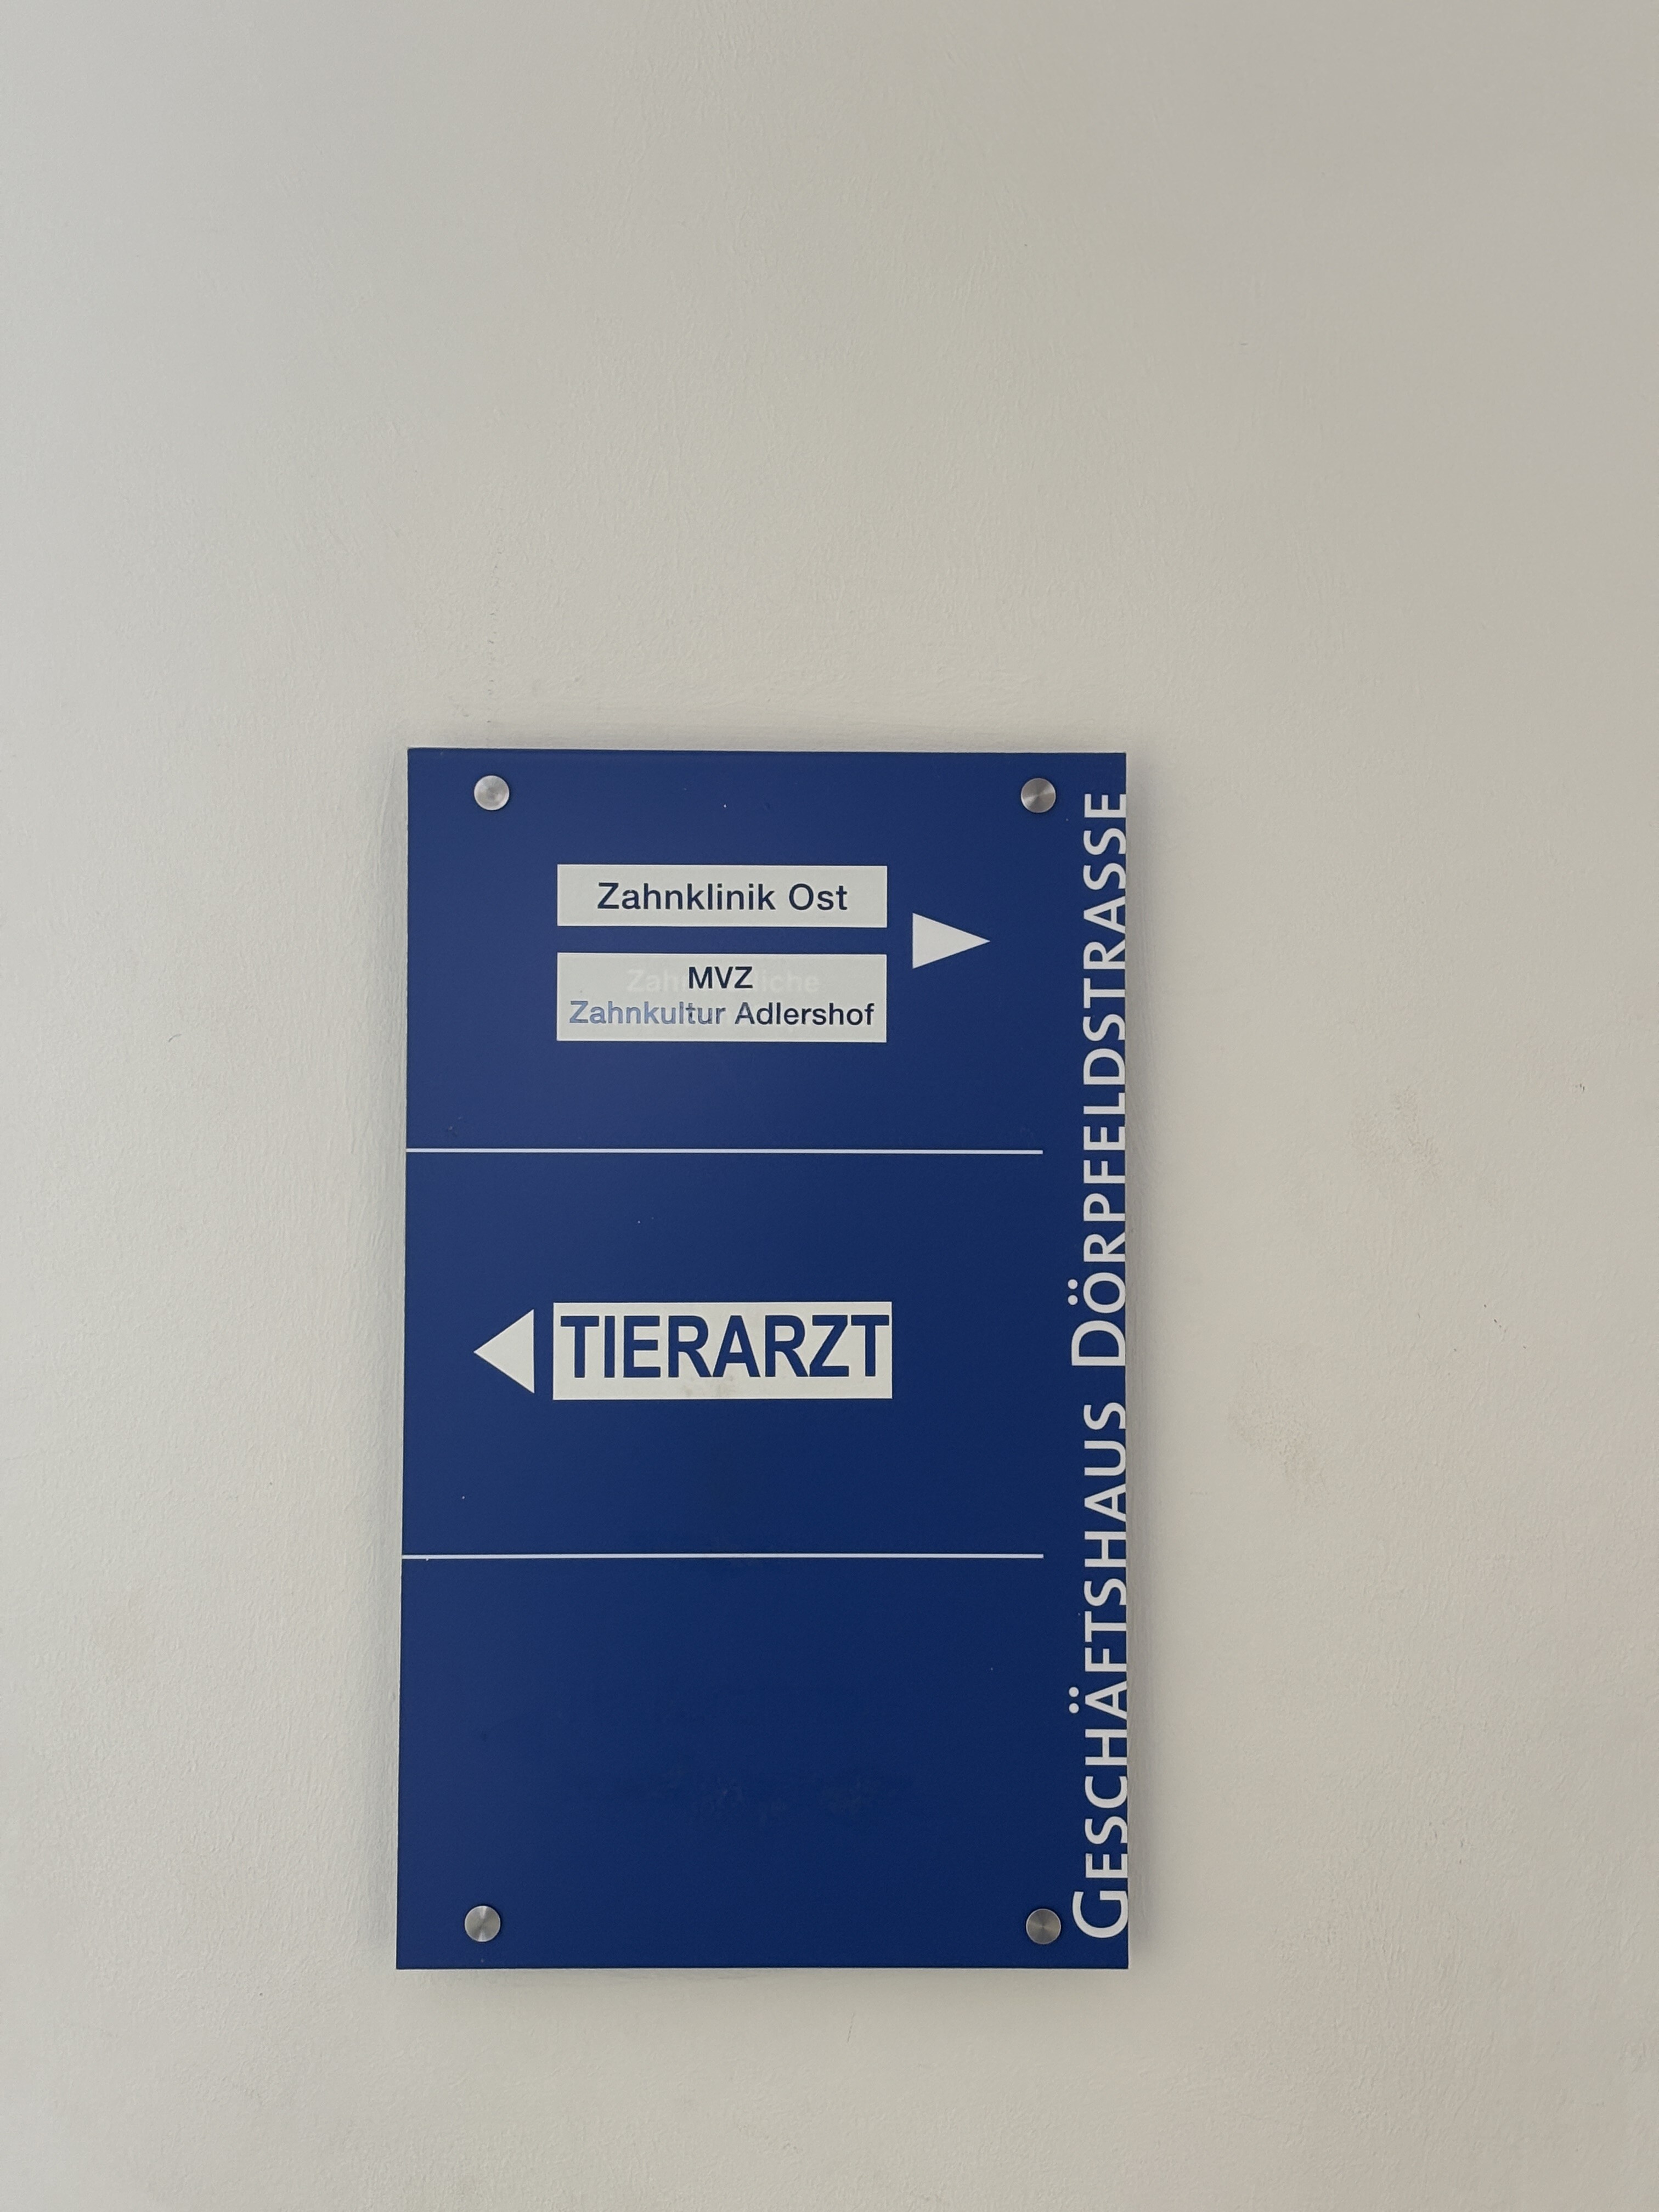 Zahnklinik Ost
MVZ
Zahnkultur Adlershof
TIERARZT
GESCHÄFTSHAUS DÖRPFELDSTRASSE